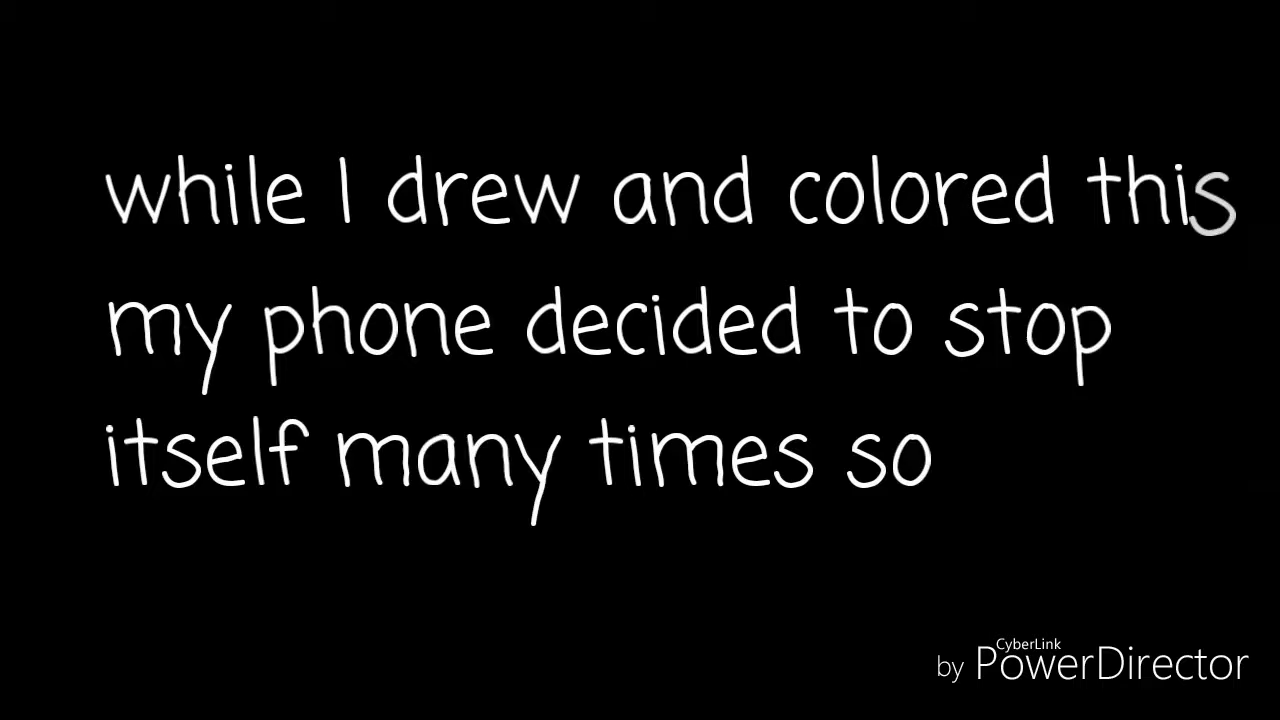 while I drew and colored this
my phone decided to stop
itself many times so
CyberLink
by PowerDirector